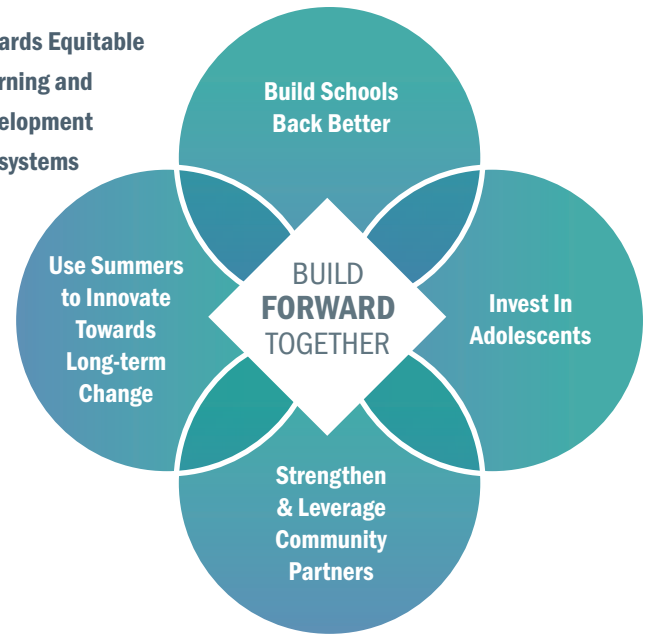 ards Equitable
rning and
elopment
systems
Build Schools
Back Better
Use Summers
to Innovate
Towards
Long-term
Change
BUILD
FORWARD
TOGETHER
Invest In
Adolescents
Strengthen
& Leverage
Community
Partners